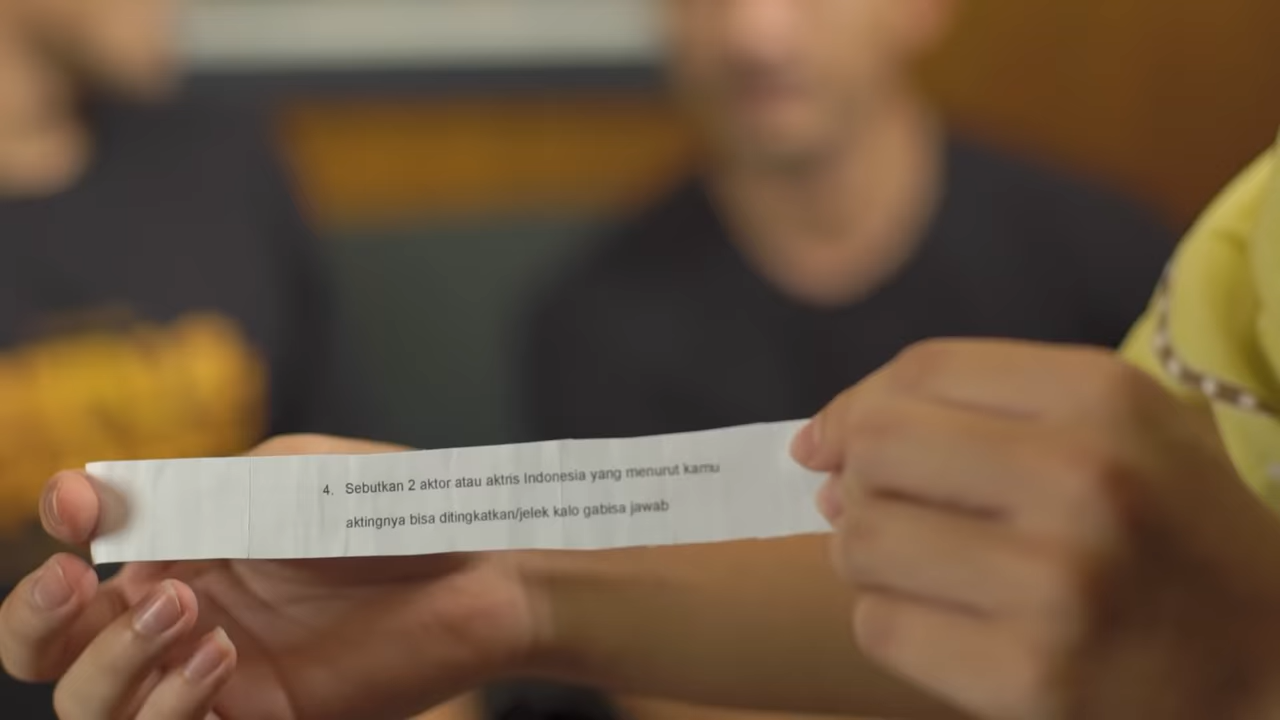 4. Sebutkan 2 aktor atau aktris Indonesia yang menurut kamu
aktingnya bisa ditingkatkan/jelek kalo gabisa jawab